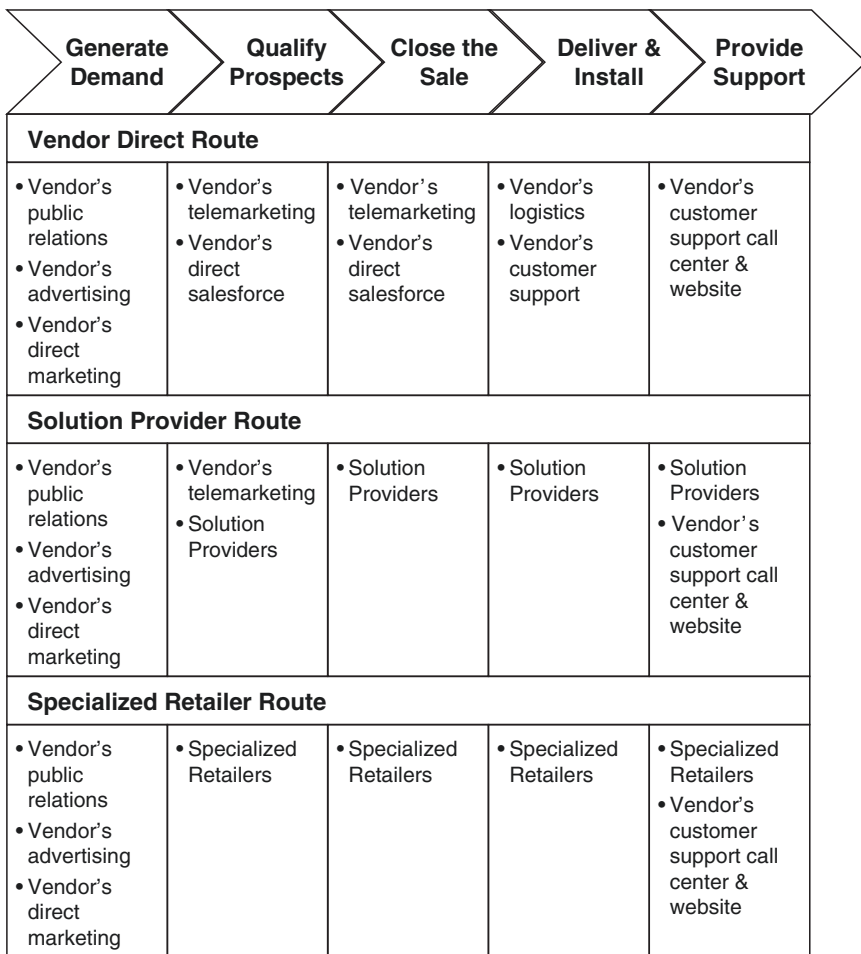 Generate
Demand
Qualify
Prospects
Close the
Sale
Deliver &
Install
Provide
Support
Vendor Direct Route
• Vendor's
public
relations
• Vendor's
advertising
• Vendor's
direct
marketing
• Vendor's
telemarketing
• Vendor's
direct
salesforce
• Vendor's
telemarketing
• Vendor's
direct
salesforce
• Vendor's
logistics
• Vendor's
customer
support
• Vendor's
customer
support call
center &
website
Solution Provider Route
• Vendor's
public
relations
• Vendor's
advertising
• Vendor's
direct
marketing
• Vendor's
telemarketing
• Solution
Providers
• Solution
Providers
• Solution
Providers
• Solution
Providers
• Vendor's
customer
support call
center &
website
Specialized Retailer Route
• Vendor's
public
relations
• Vendor's
advertising
• Vendor's
direct
marketing
• Specialized
Retailers
• Specialized
Retailers
• Specialized
Retailers
• Specialized
Retailers
• Vendor's
customer
support call
center &
website